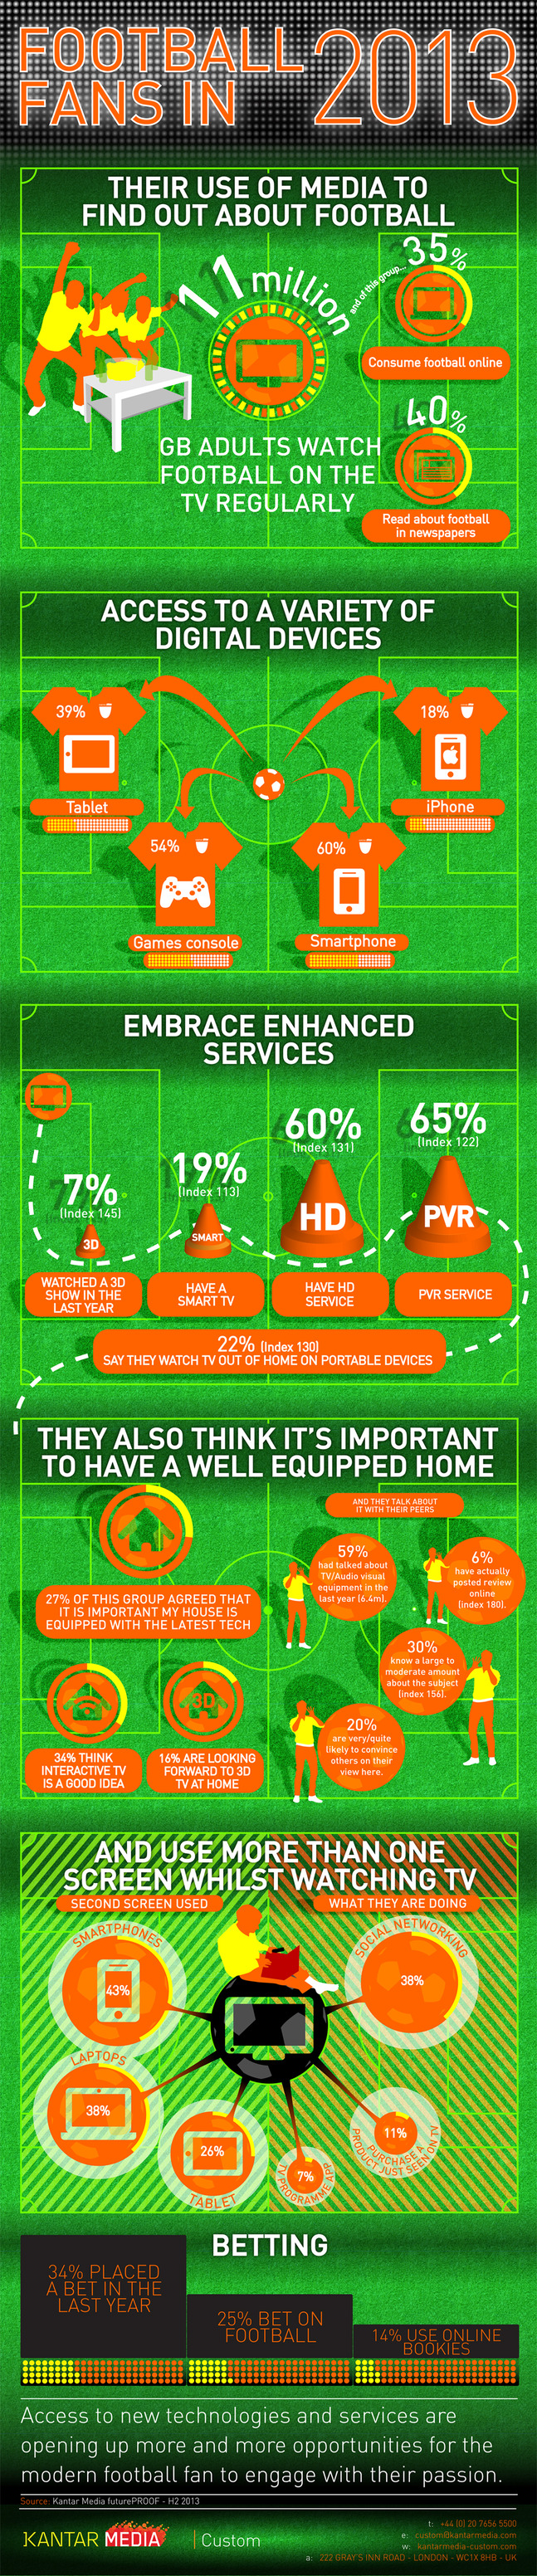 FOOTBALL
FANS IN 2013
THEIR USE OF MEDIA TO
FIND OUT ABOUT FOOTBALL
11 million
and of this group...
35%
Consume football online
40%
Read about football
in newspapers
GB ADULTS WATCH
FOOTBALL ON THE
TV REGULARLY
ACCESS TO A VARIETY OF
DIGITAL DEVICES
39%
Tablet
18%
iPhone
54%
Games console
60%
Smartphone
EMBRACE ENHANCED
SERVICES
7%
(Index 145)
3D
WATCHED A 3D
SHOW IN THE
LAST YEAR
19%
(Index 113)
SMART
HAVE A
SMART TV
60%
(Index 131)
HD
HAVE HD
SERVICE
65%
(Index 122)
PVR
PVR SERVICE
22% (Index 130)
SAY THEY WATCH TV OUT OF HOME ON PORTABLE DEVICES
THEY ALSO THINK IT'S IMPORTANT
TO HAVE A WELL EQUIPPED HOME
27% OF THIS GROUP AGREED THAT
IT IS IMPORTANT MY HOUSE IS
EQUIPPED WITH THE LATEST TECH
34% THINK
INTERACTIVE TV
IS A GOOD IDEA
3D
16% ARE LOOKING
FORWARD TO 3D
TV AT HOME
AND THEY TALK ABOUT
IT WITH THEIR PEERS
59%
had talked about
TV/Audio visual
equipment in the
last year (6.4m).
6%
have actually
posted review
online
(index 180).
30%
know a large to
moderate amount
about the subject
(index 156).
20%
are very/quite
likely to convince
others on their
view here.
AND USE MORE THAN ONE
SCREEN WHILST WATCHING TV
SECOND SCREEN USED
SMARTPHONES
43%
LAPTOPS
38%
TABLET
26%
WHAT THEY ARE DOING
SOCIAL NETWORKING
38%
11%
PURCHASE A
PRODUCT JUST SEEN ON TV
7%
TV PROGRAMME APP
BETTING
34% PLACED
A BET IN THE
LAST YEAR
25% BET ON
FOOTBALL
14% USE ONLINE
BOOKIES
Access to new technologies and services are
opening up more and more opportunities for the
modern football fan to engage with their passion.
Source: Kantar Media futurePROOF - H2 2013
KANTAR MEDIA | Custom
t: +44 (0) 20 7656 5500
e: custom@kantarmedia.com
w: kantarmedia-custom.com
a: 222 GRAY'S INN ROAD - LONDON - WC1X 8HB - UK